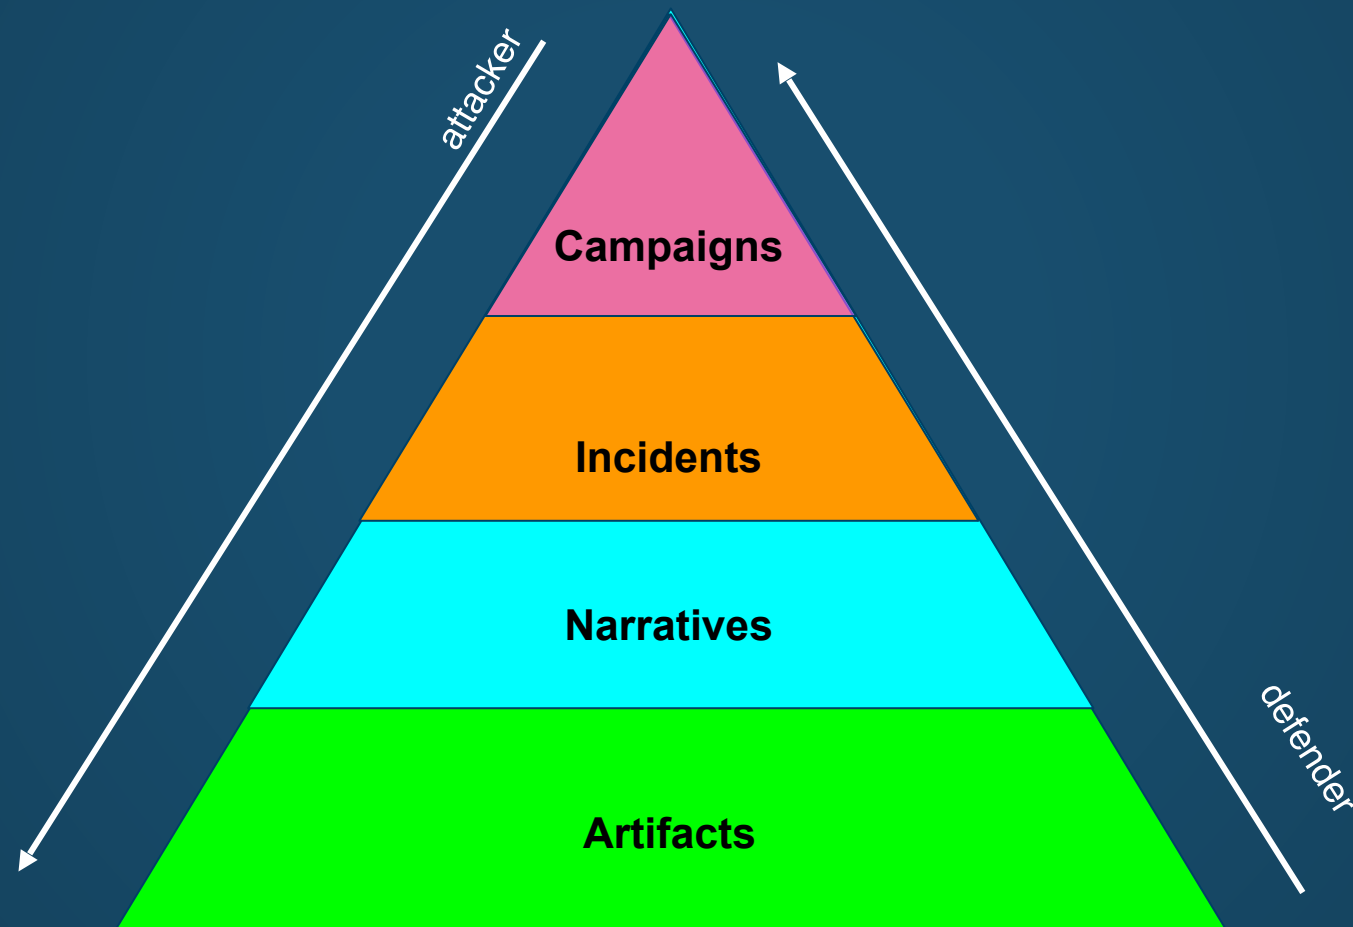 attacker
Campaigns
Incidents
Narratives
defender
Artifacts